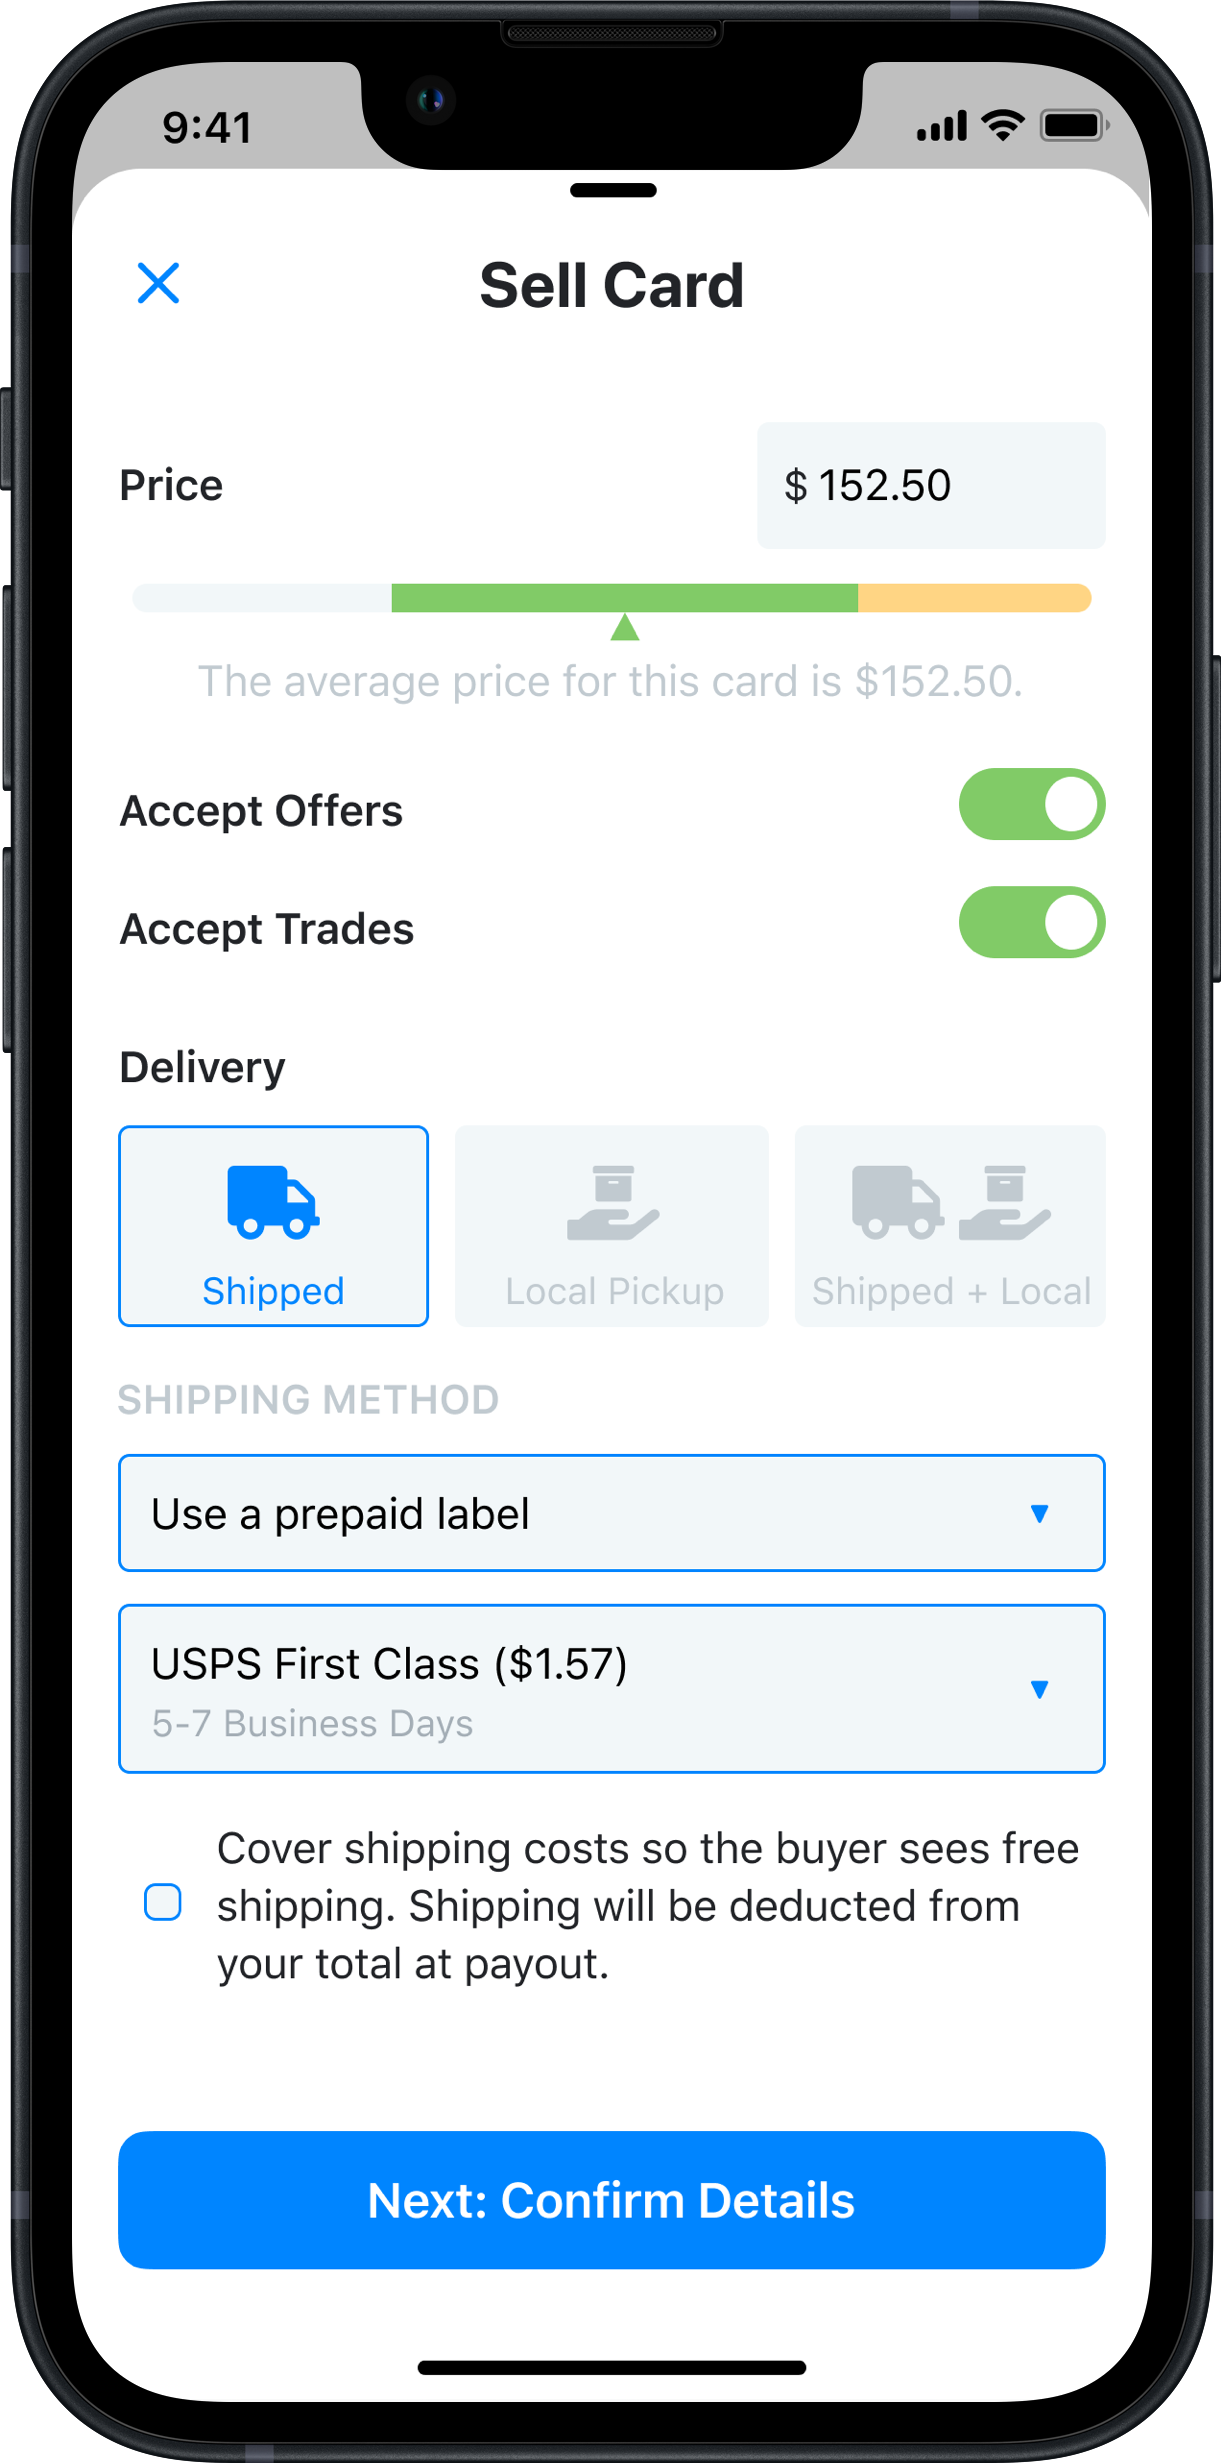 9:41
Sell Card
Price
$ 152.50
The average price for this card is $152.50.
Accept Offers
Accept Trades
Delivery
Shipped
Local Pickup
Shipped + Local
SHIPPING METHOD
Use a prepaid label
USPS First Class ($1.57)
5-7 Business Days
Cover shipping costs so the buyer sees free
shipping. Shipping will be deducted from
your total at payout.
Next: Confirm Details